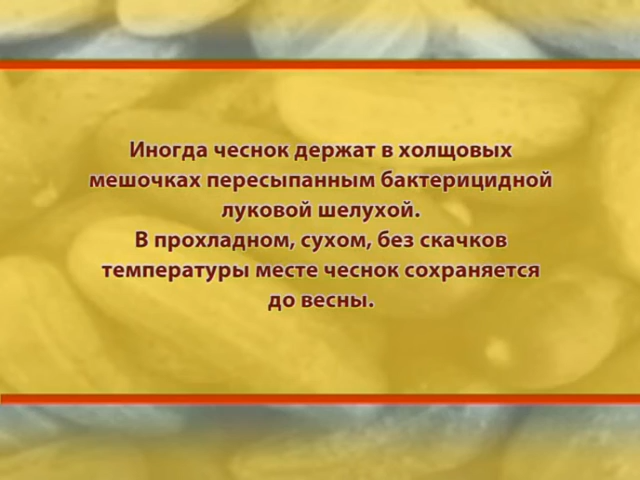 Иногда чеснок держат в холщовых
мешочках пересыпанным бактерицидной
луковой шелухой.
В прохладном, сухом, без скачков
температуры месте чеснок сохраняется
до весны.